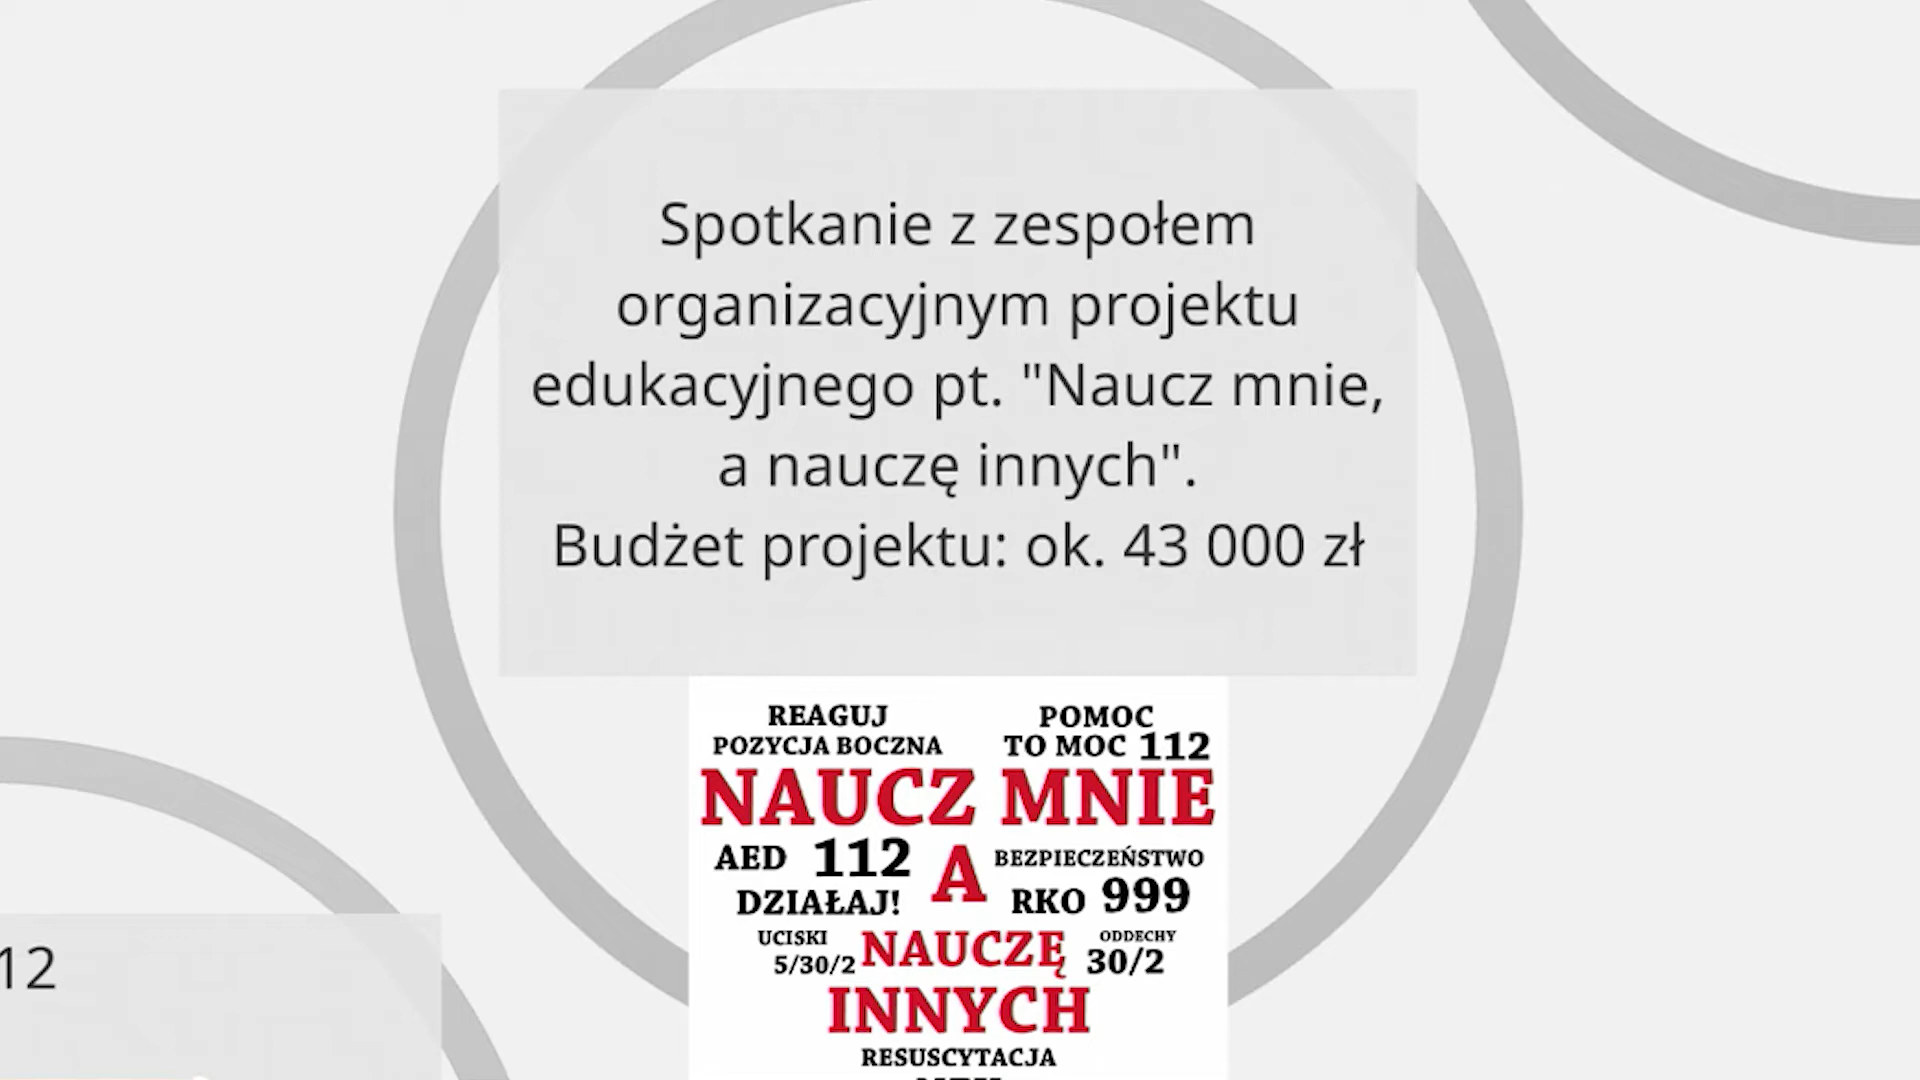 Spotkanie z zespołem
organizacyjnym projektu
edukacyjnego pt. "Naucz mnie,
a nauczę innych".
Budżet projektu: ok. 43 000 zł
REAGUJ
POZYCJA BOCZNA
POMOC
TO MOC 112
NAUCZ MNIE
AED 112
DZIAŁAJ!
A
BEZPIECZEŃSTWO
RKO 999
UCISKI
5/30/2
NAUCZĘ
ODDECHY
30/2
INNYCH
RESUSCYTACJA
12